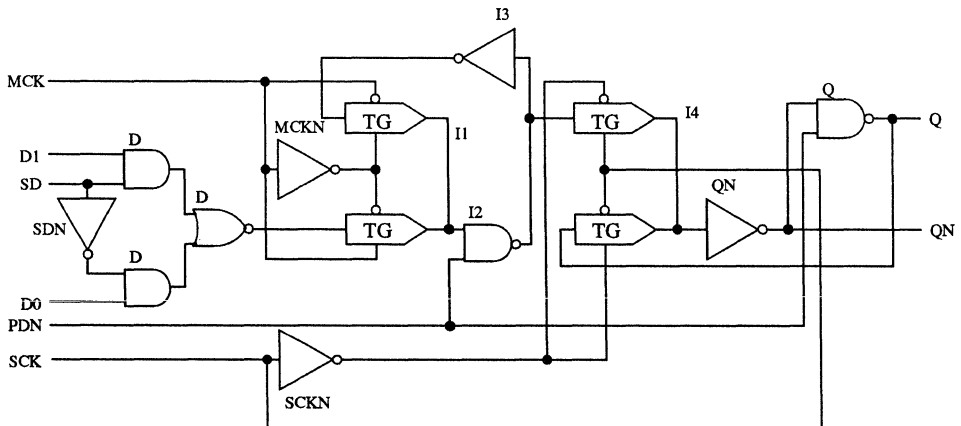 I3
MCK
Q
TG
TG
I4
MCKN
I1
Q
D
D1
SD
D
QN
I2
SDN
TG
TG
QN
D
D0
PDN
SCK
SCKN